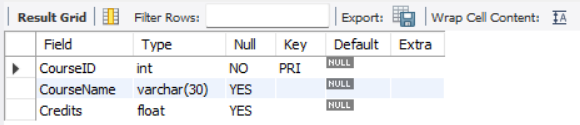 Result Grid Filter Rows: Export: Wrap Cell Content: IA
Field Type Null Key Default Extra
CourseID int NO PRI NULL
CourseName varchar(30) YES NULL
Credits float YES NULL